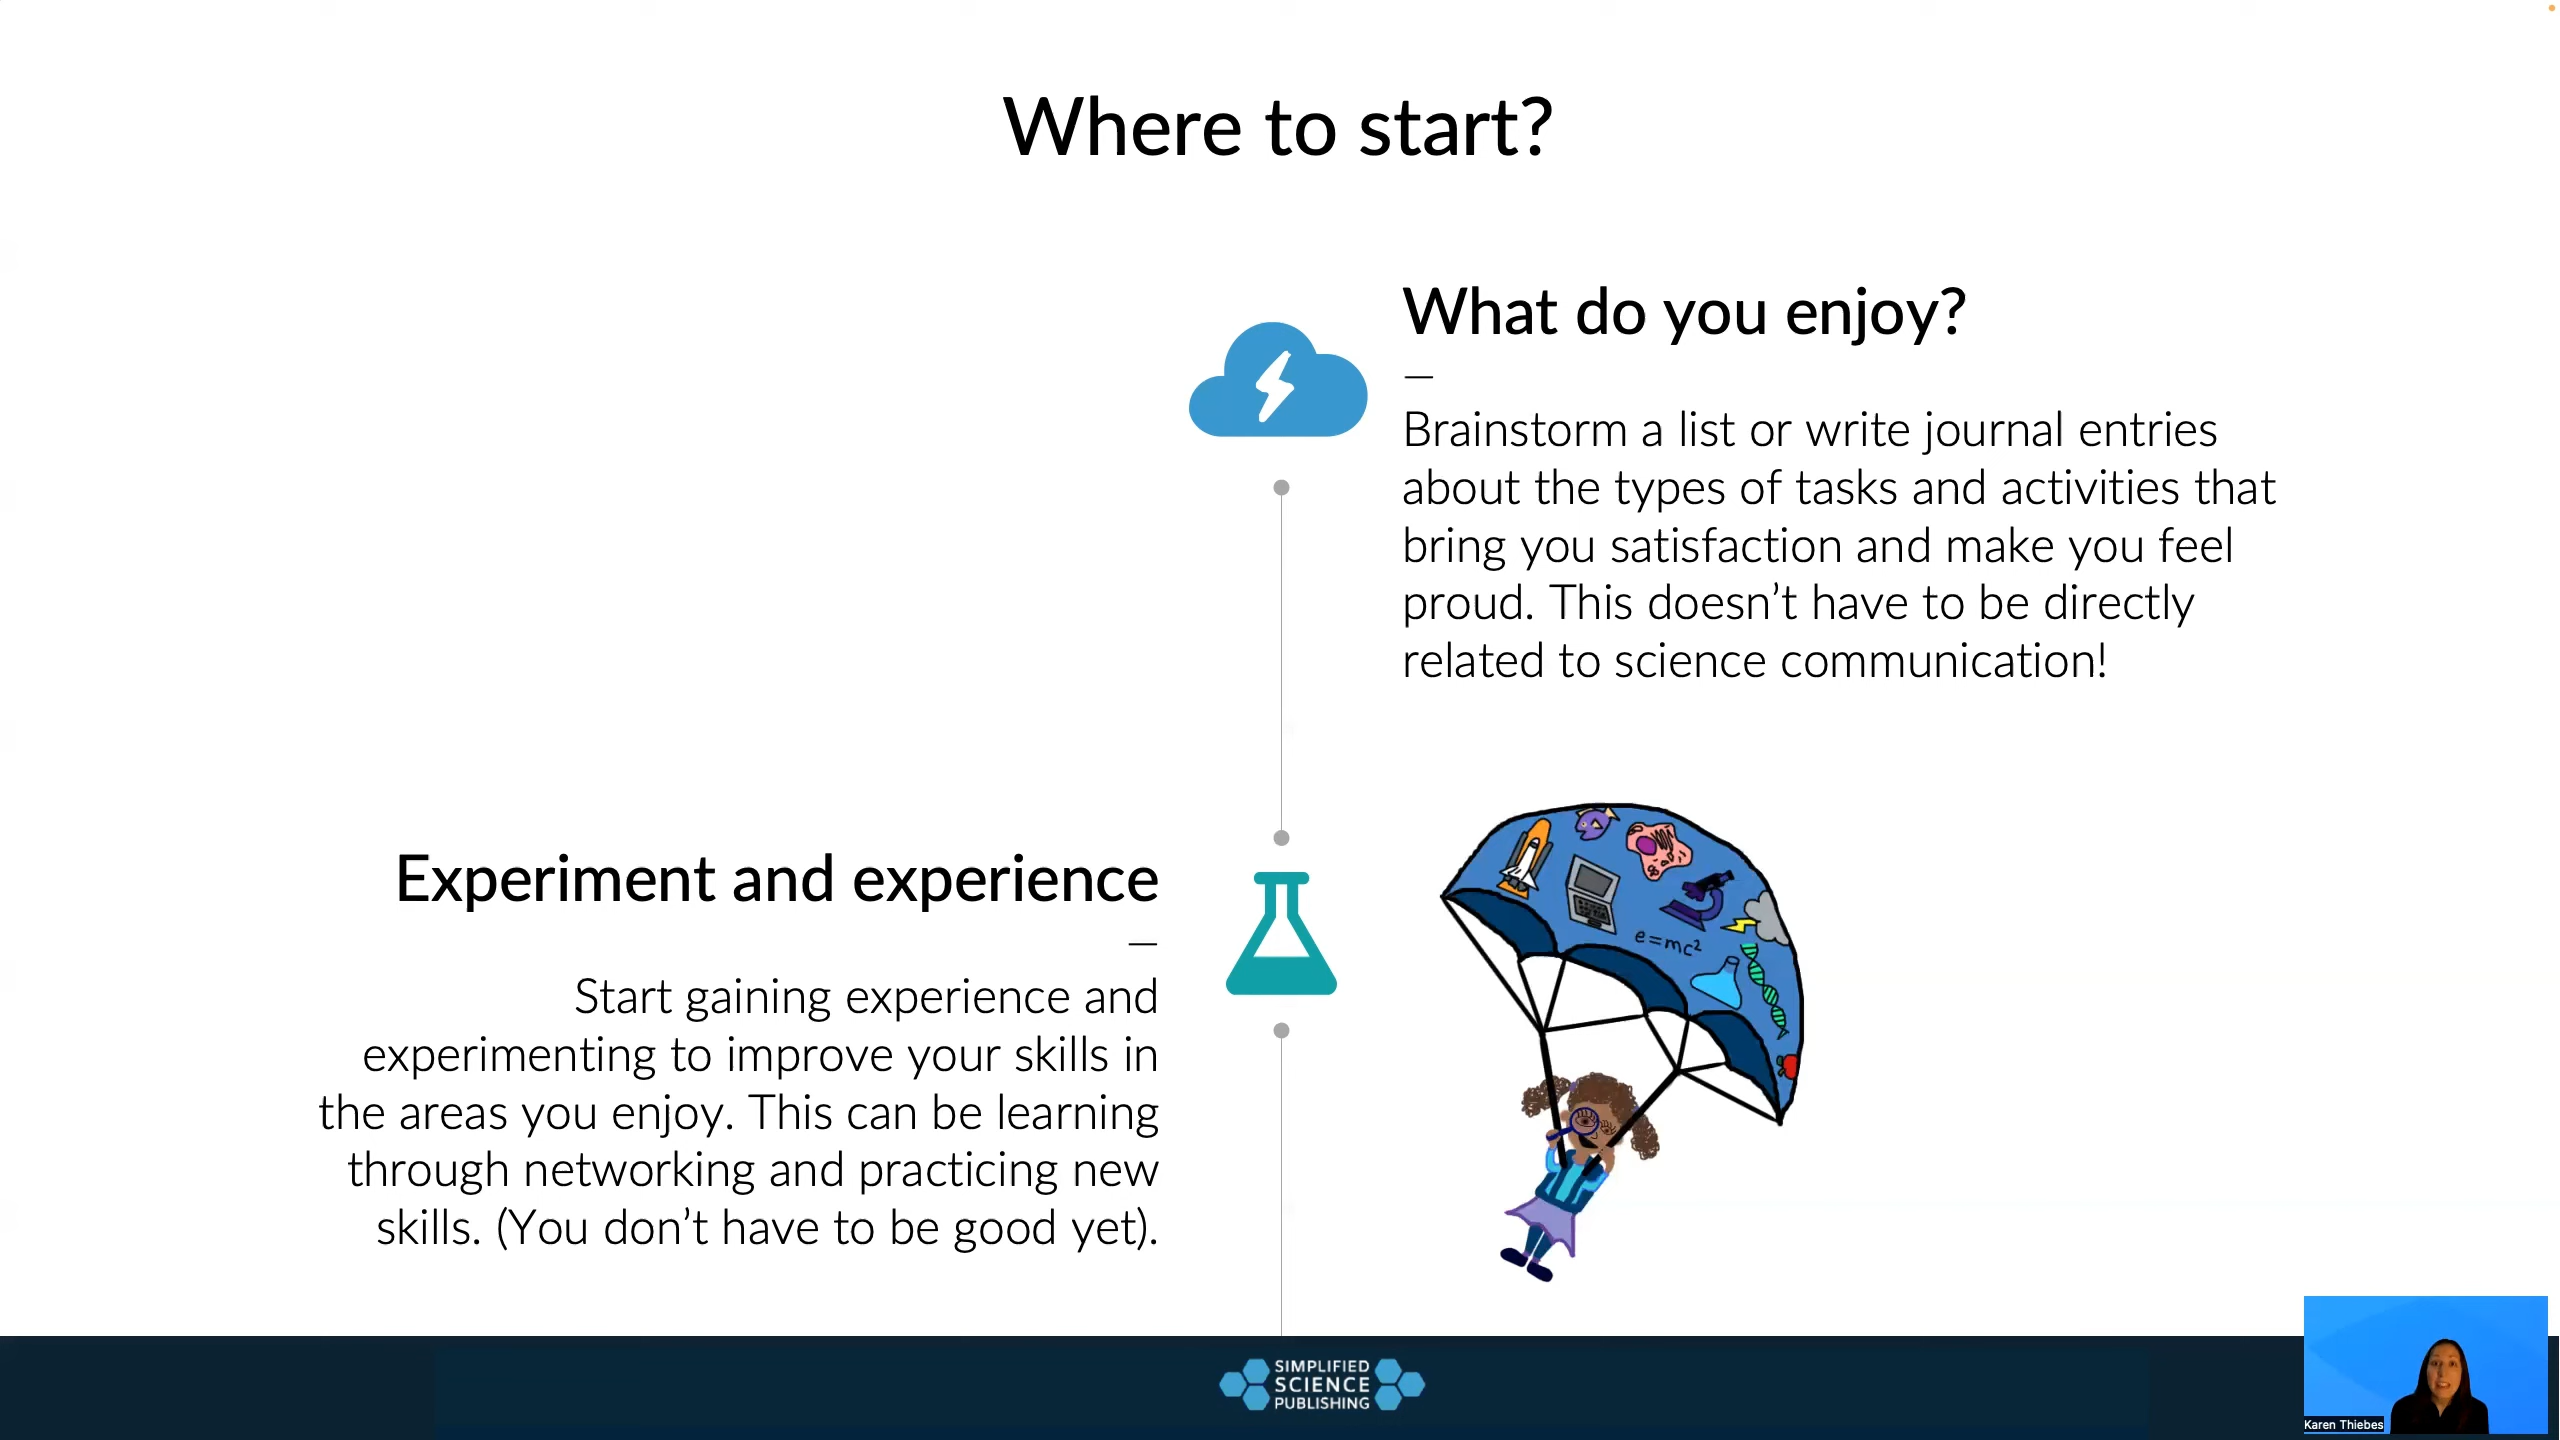 Where to start?
What do you enjoy?
Brainstorm a list or write journal entries
about the types of tasks and activities that
bring you satisfaction and make you feel
proud. This doesn’t have to be directly
related to science communication!
Experiment and experience
Start gaining experience and
experimenting to improve your skills in
the areas you enjoy. This can be learning
through networking and practicing new
skills. (You don’t have to be good yet).
e=mc²
SIMPLIFIED
SCIENCE
PUBLISHING
Karen Thiebes